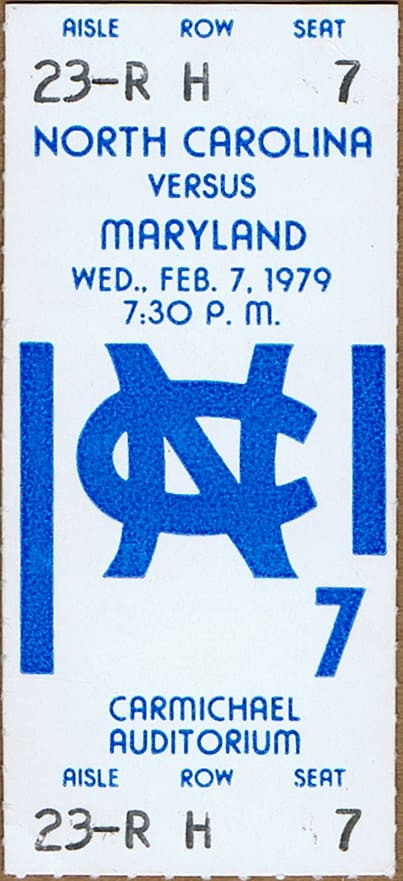 AISLE ROW SEAT
23-R H 7
NORTH CAROLINA
VERSUS
MARYLAND
WED., FEB. 7, 1979
7:30 P. M.
NC
7
CARMICHAEL
AUDITORIUM
AISLE ROW SEAT
23-R H 7